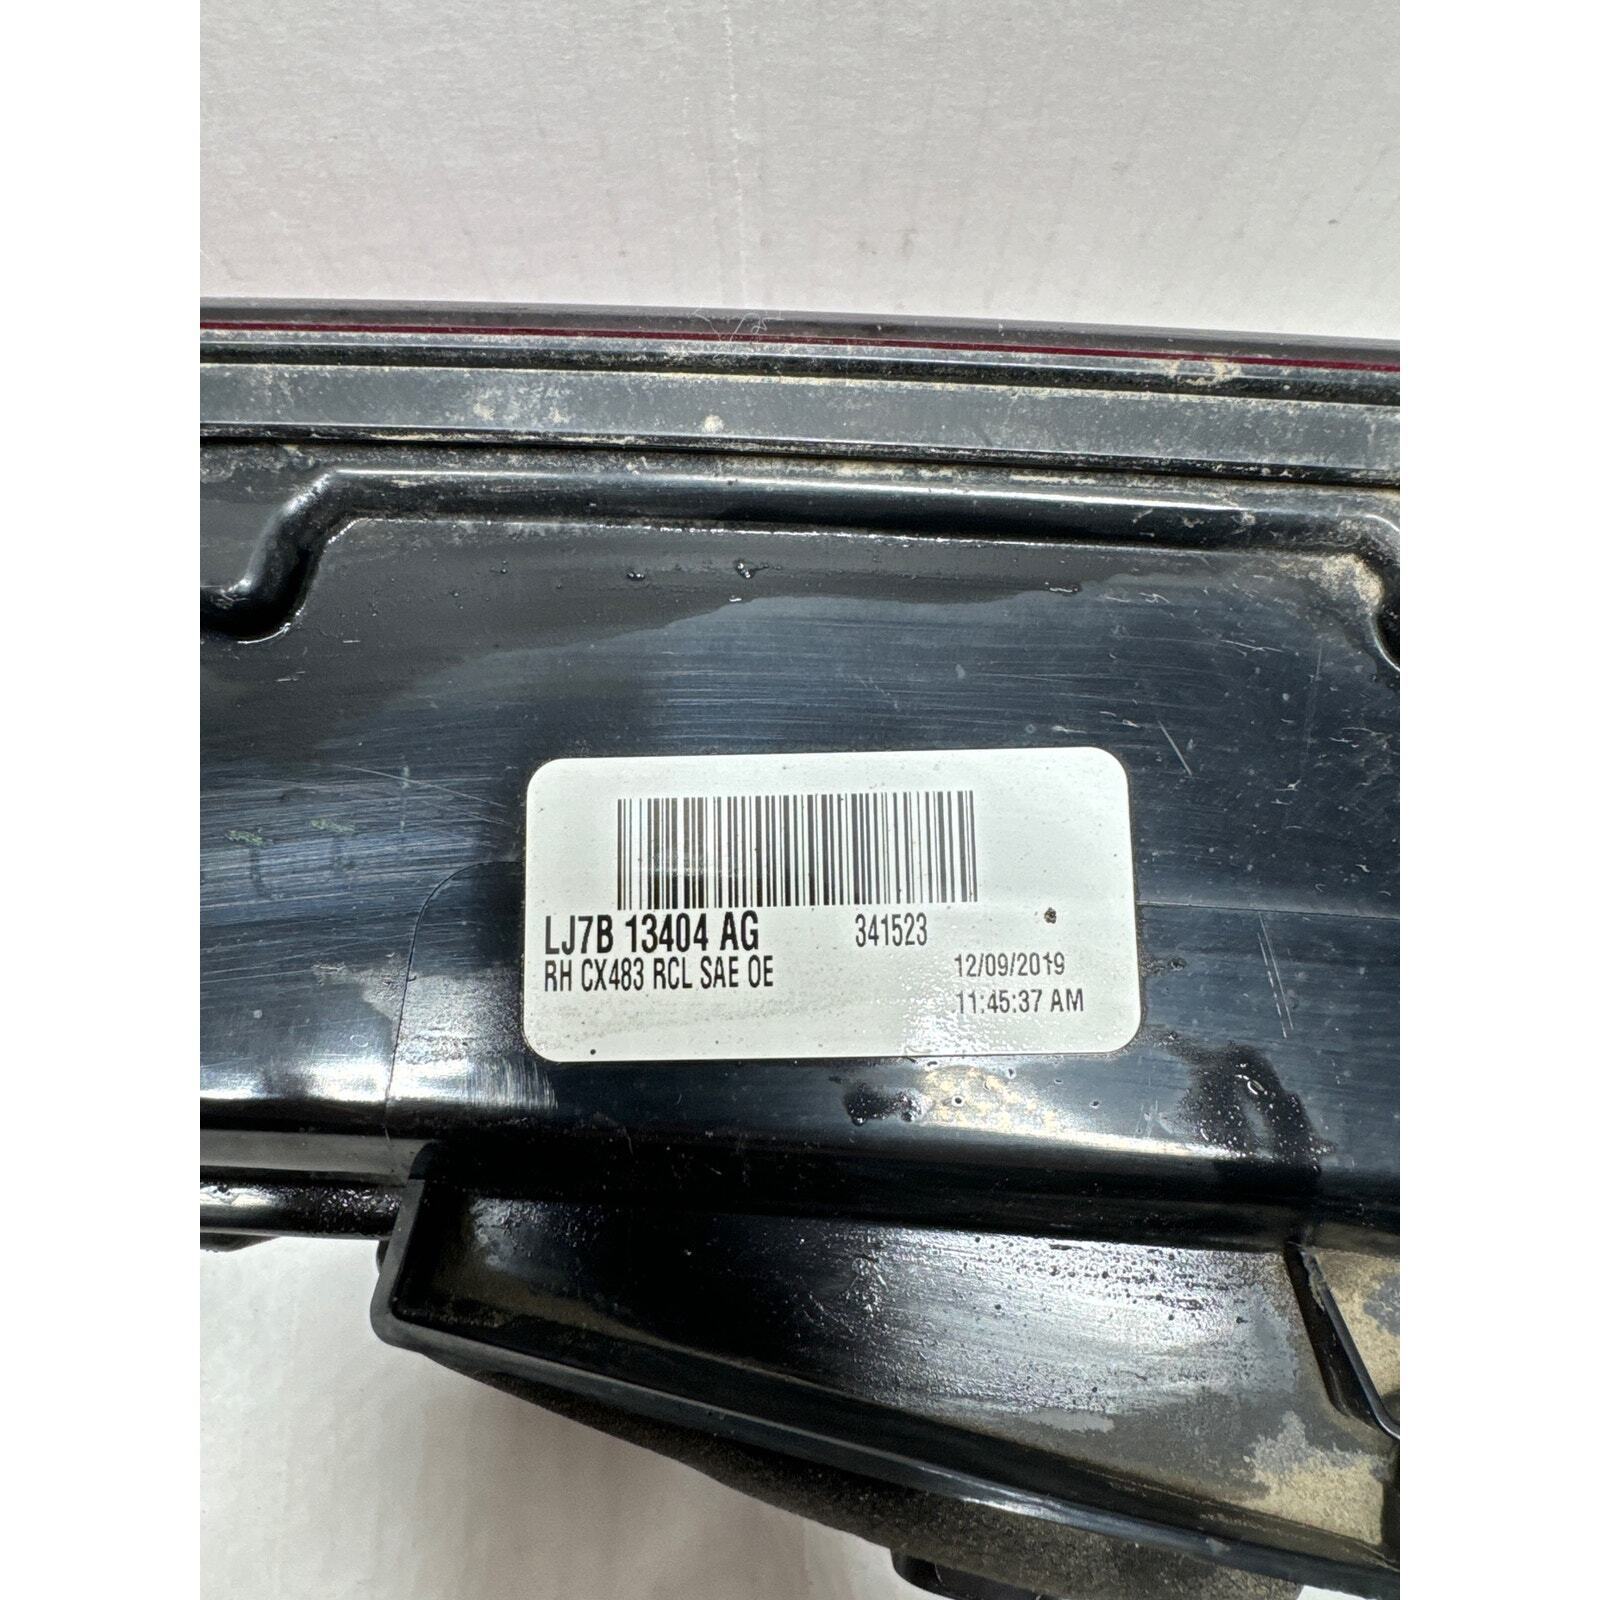 LJ7B 13404 AG 341523
RH CX483 RCL SAE OE 12/09/2019
11:45:37 AM